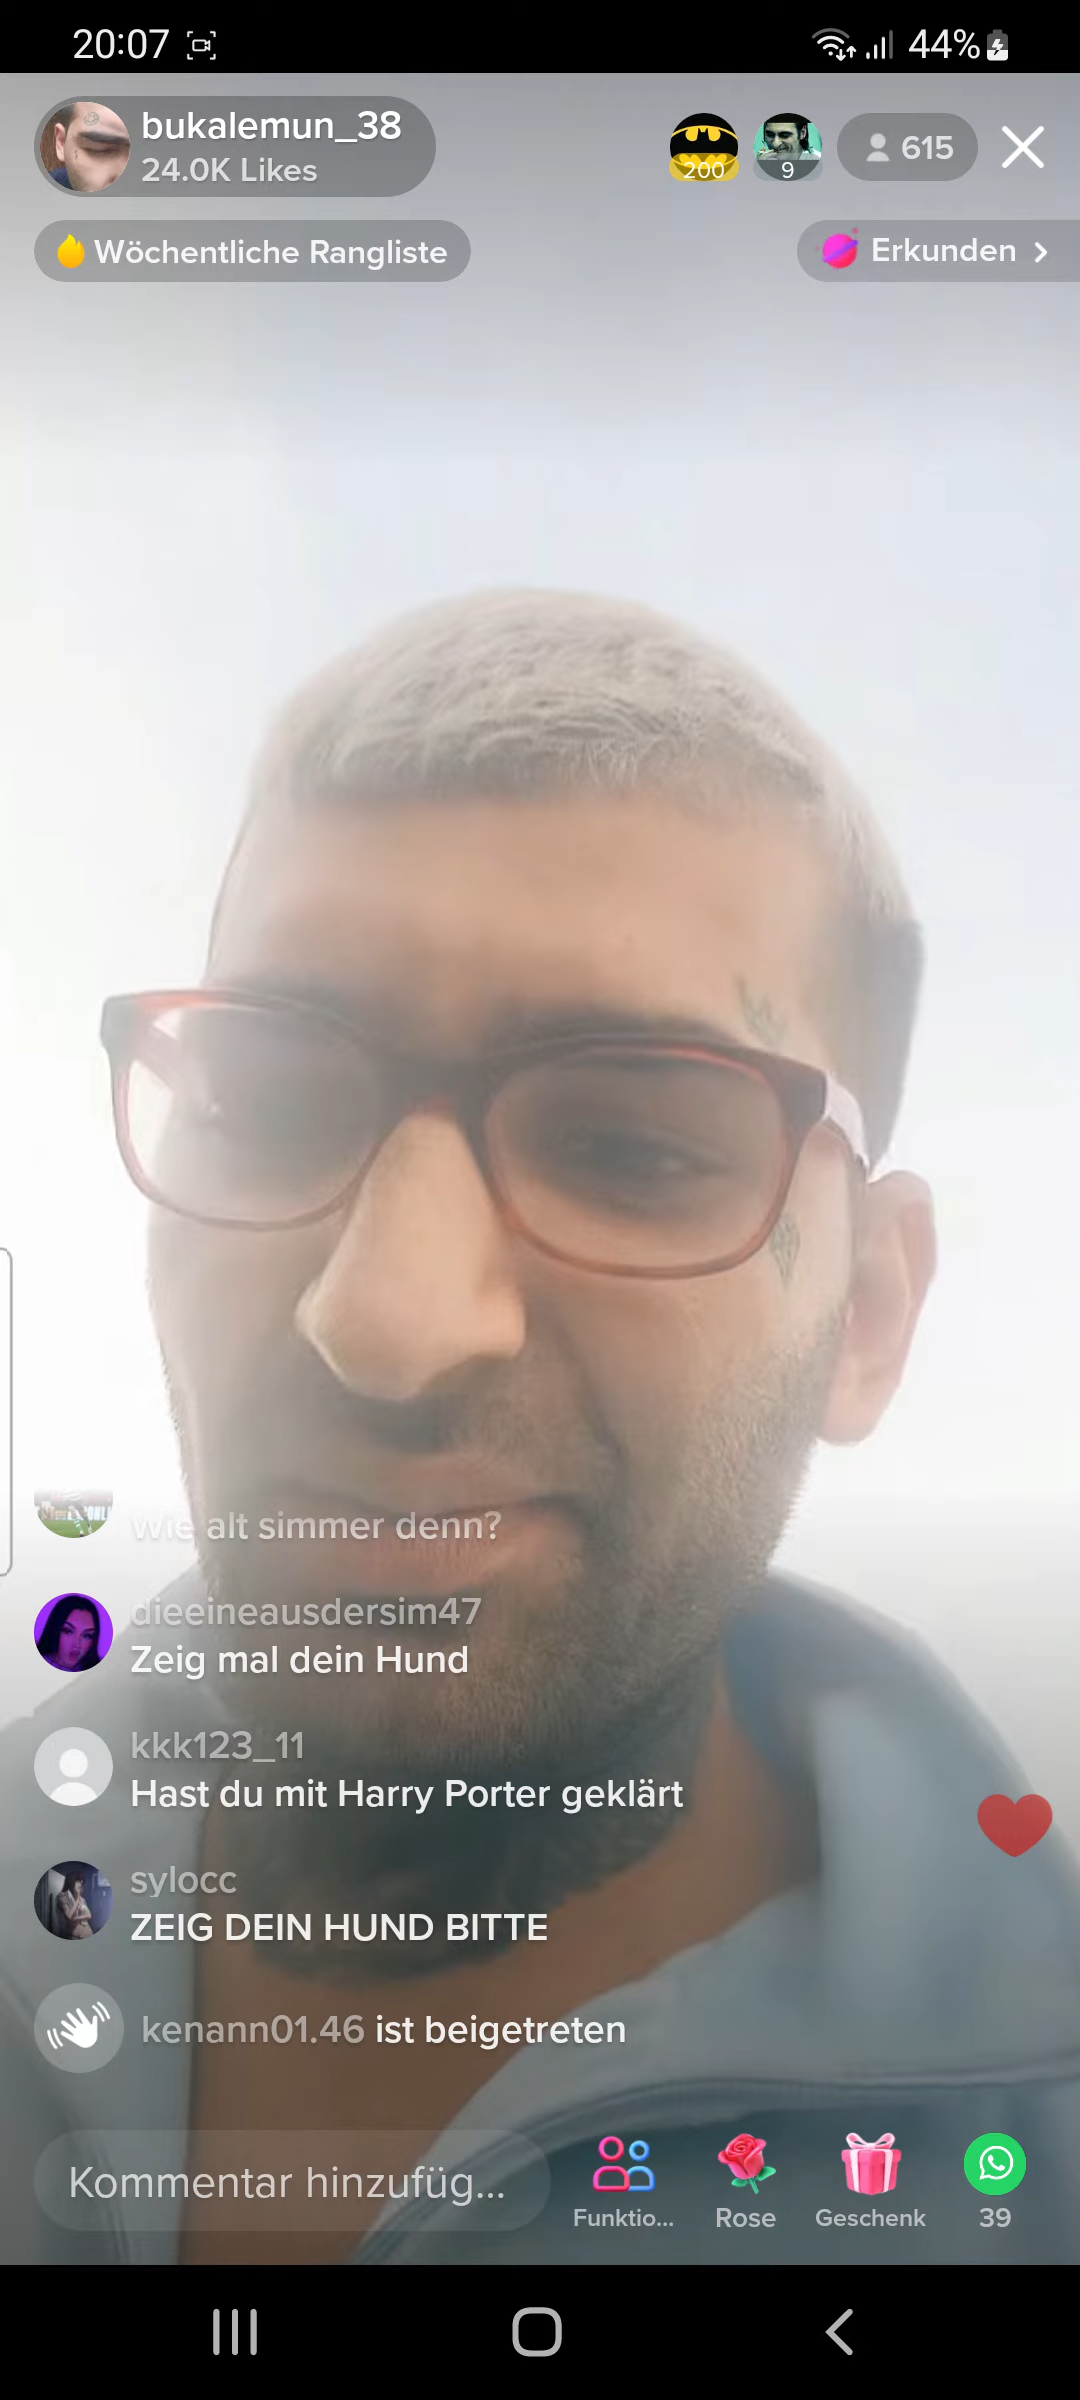 20:07
44%
bukalemun_38
24.0K Likes
200
9
615
Wöchentliche Rangliste
Erkunden
wie alt simmer denn?
dieeineausdersim47
Zeig mal dein Hund
kkk123_11
Hast du mit Harry Porter geklärt
sylocc
ZEIG DEIN HUND BITTE
kenann01.46 ist beigetreten
Kommentar hinzufüg...
Funktio...
Rose
Geschenk
39